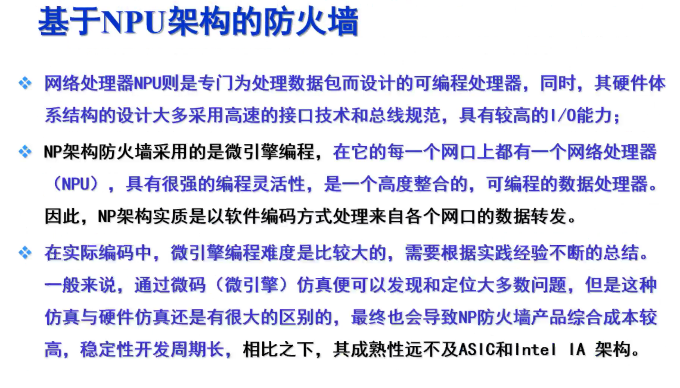 基于NPU架构的防火墙
网络处理器NPU则是专门为处理数据包而设计的可编程处理器，同时，其硬件体
系结构的设计大多采用高速的接口技术和总线规范，具有较高的I/O能力；
NP架构防火墙采用的是微引擎编程，在它的每一个网口上都有一个网络处理器
（NPU），具有很强的编程灵活性，是一个高度整合的，可编程的数据处理器。
因此，NP架构实质是以软件编码方式处理来自各个网口的数据转发。
在实际编码中，微引擎编程难度是比较大的，需要根据实践经验不断的总结。
一般来说，通过微码（微引擎）仿真便可以发现和定位大多数问题，但是这种
仿真与硬件仿真还是有很大的区别的，最终也会导致NP防火墙产品综合成本较
高，稳定性开发周期长，相比之下，其成熟性远不及ASIC和Intel IA 架构。